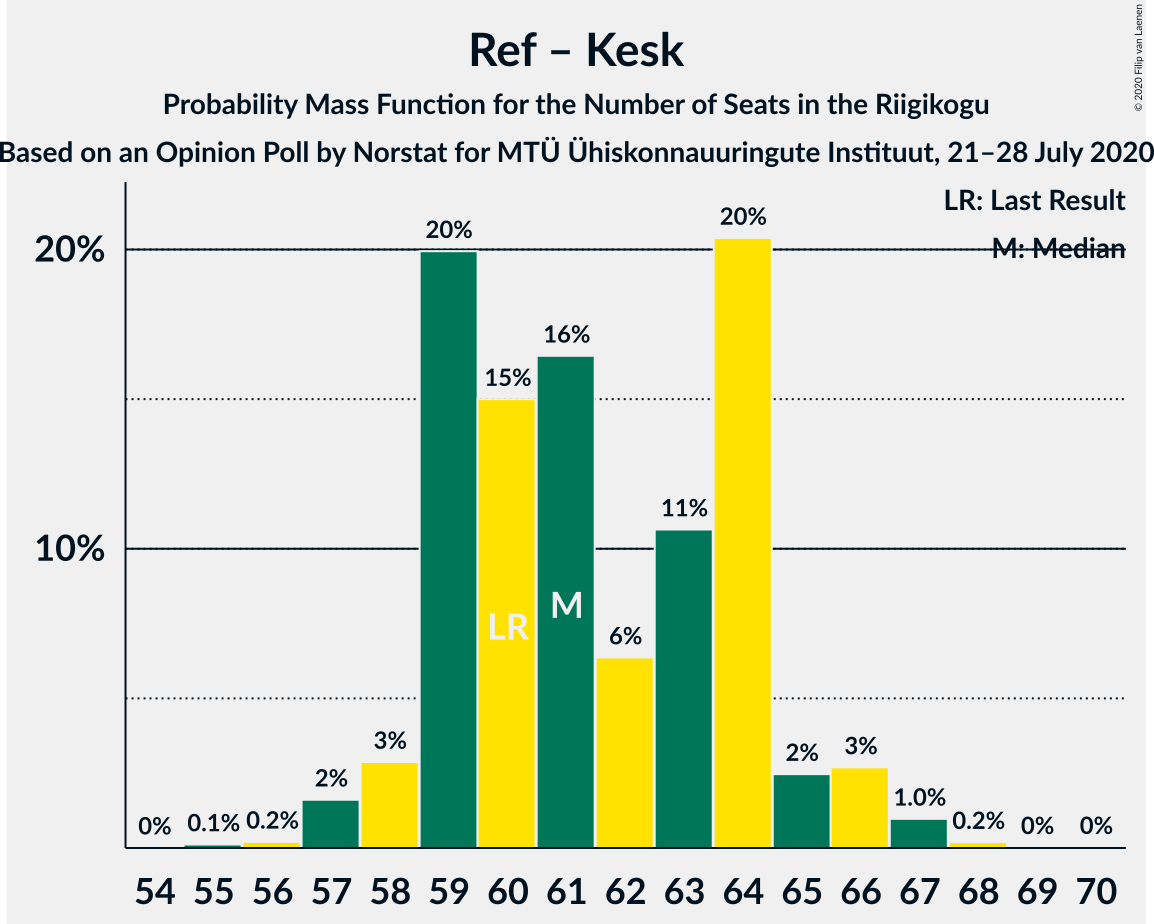 Ref – Kesk
Probability Mass Function for the Number of Seats in the Riigikogu
Based on an Opinion Poll by Norstat for MTÜ Ühiskonnauuringute Instituut, 21–28 July 2020
© 2020 Filip van Laenen
LR: Last Result
M: Median
20%
10%
0% 0.1% 0.2% 2% 3% 20% 15% 16% 6% 11% 20% 2% 3% 1.0% 0.2% 0% 0%
LR M
54 55 56 57 58 59 60 61 62 63 64 65 66 67 68 69 70